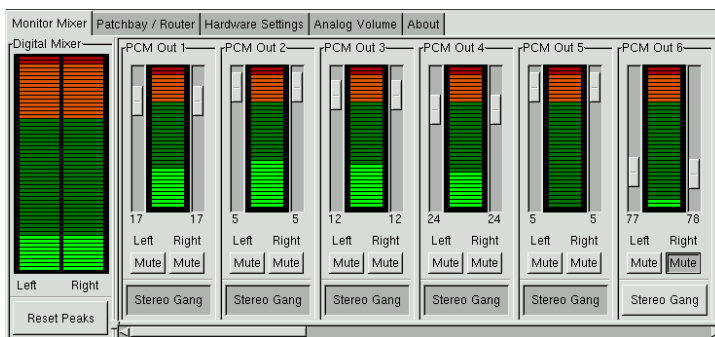 Monitor Mixer Patchbay / Router Hardware Settings Analog Volume About
Digital Mixer PCM Out 1 PCM Out 2 PCM Out 3 PCM Out 4 PCM Out 5 PCM Out 6
17 17 5 5 12 12 24 24 5 5 77 78
Left Right Left Right Left Right Left Right Left Right Left Right
Mute Mute Mute Mute Mute Mute Mute Mute Mute Mute Mute Mute
Left Right
Stereo Gang Stereo Gang Stereo Gang Stereo Gang Stereo Gang Stereo Gang
Reset Peaks